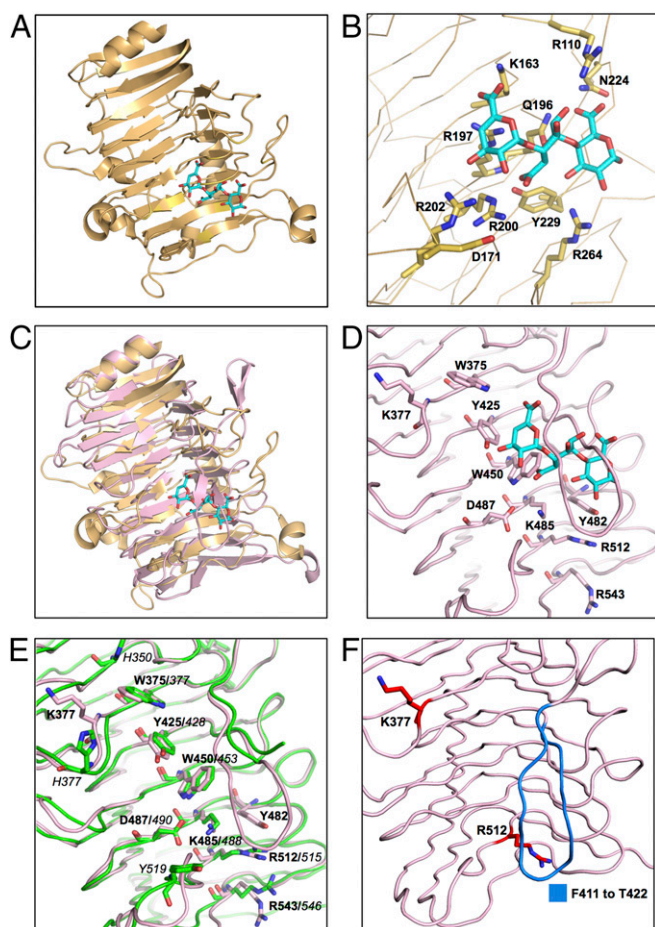 A
B
R110
K163
N224
Q196
R197
R202
R200
Y229
D171
R264
C
D
W375
K377
Y425
W450
D487
K485
Y482
R512
R543
E
H350
W375/377
K377
Y425/428
H377
W450/453
D487/490
Y482
K485/488
R512/515
Y519
R543/546
F
K377
R512
F411 to T422